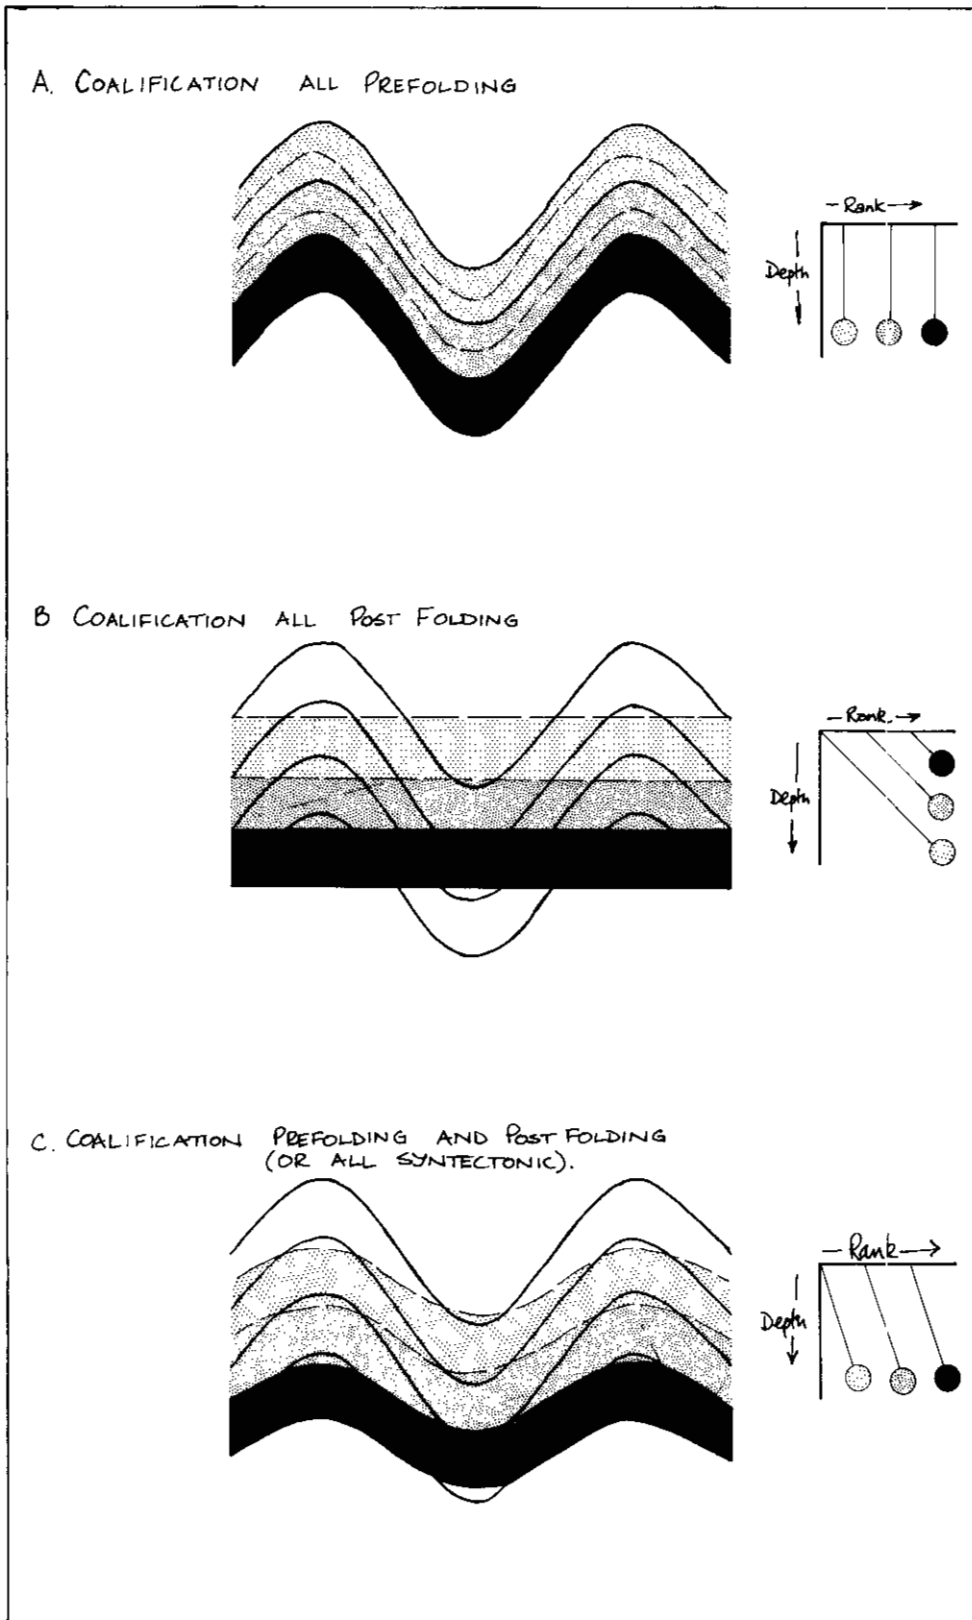 A. COALIFICATION ALL PREFOLDING
- Rank →
Depth
B COALIFICATION ALL POST FOLDING
- Rank. →
Depth
C. COALIFICATION PREFOLDING AND POST FOLDING
(OR ALL SYNTECTONIC).
- Rank →
Depth